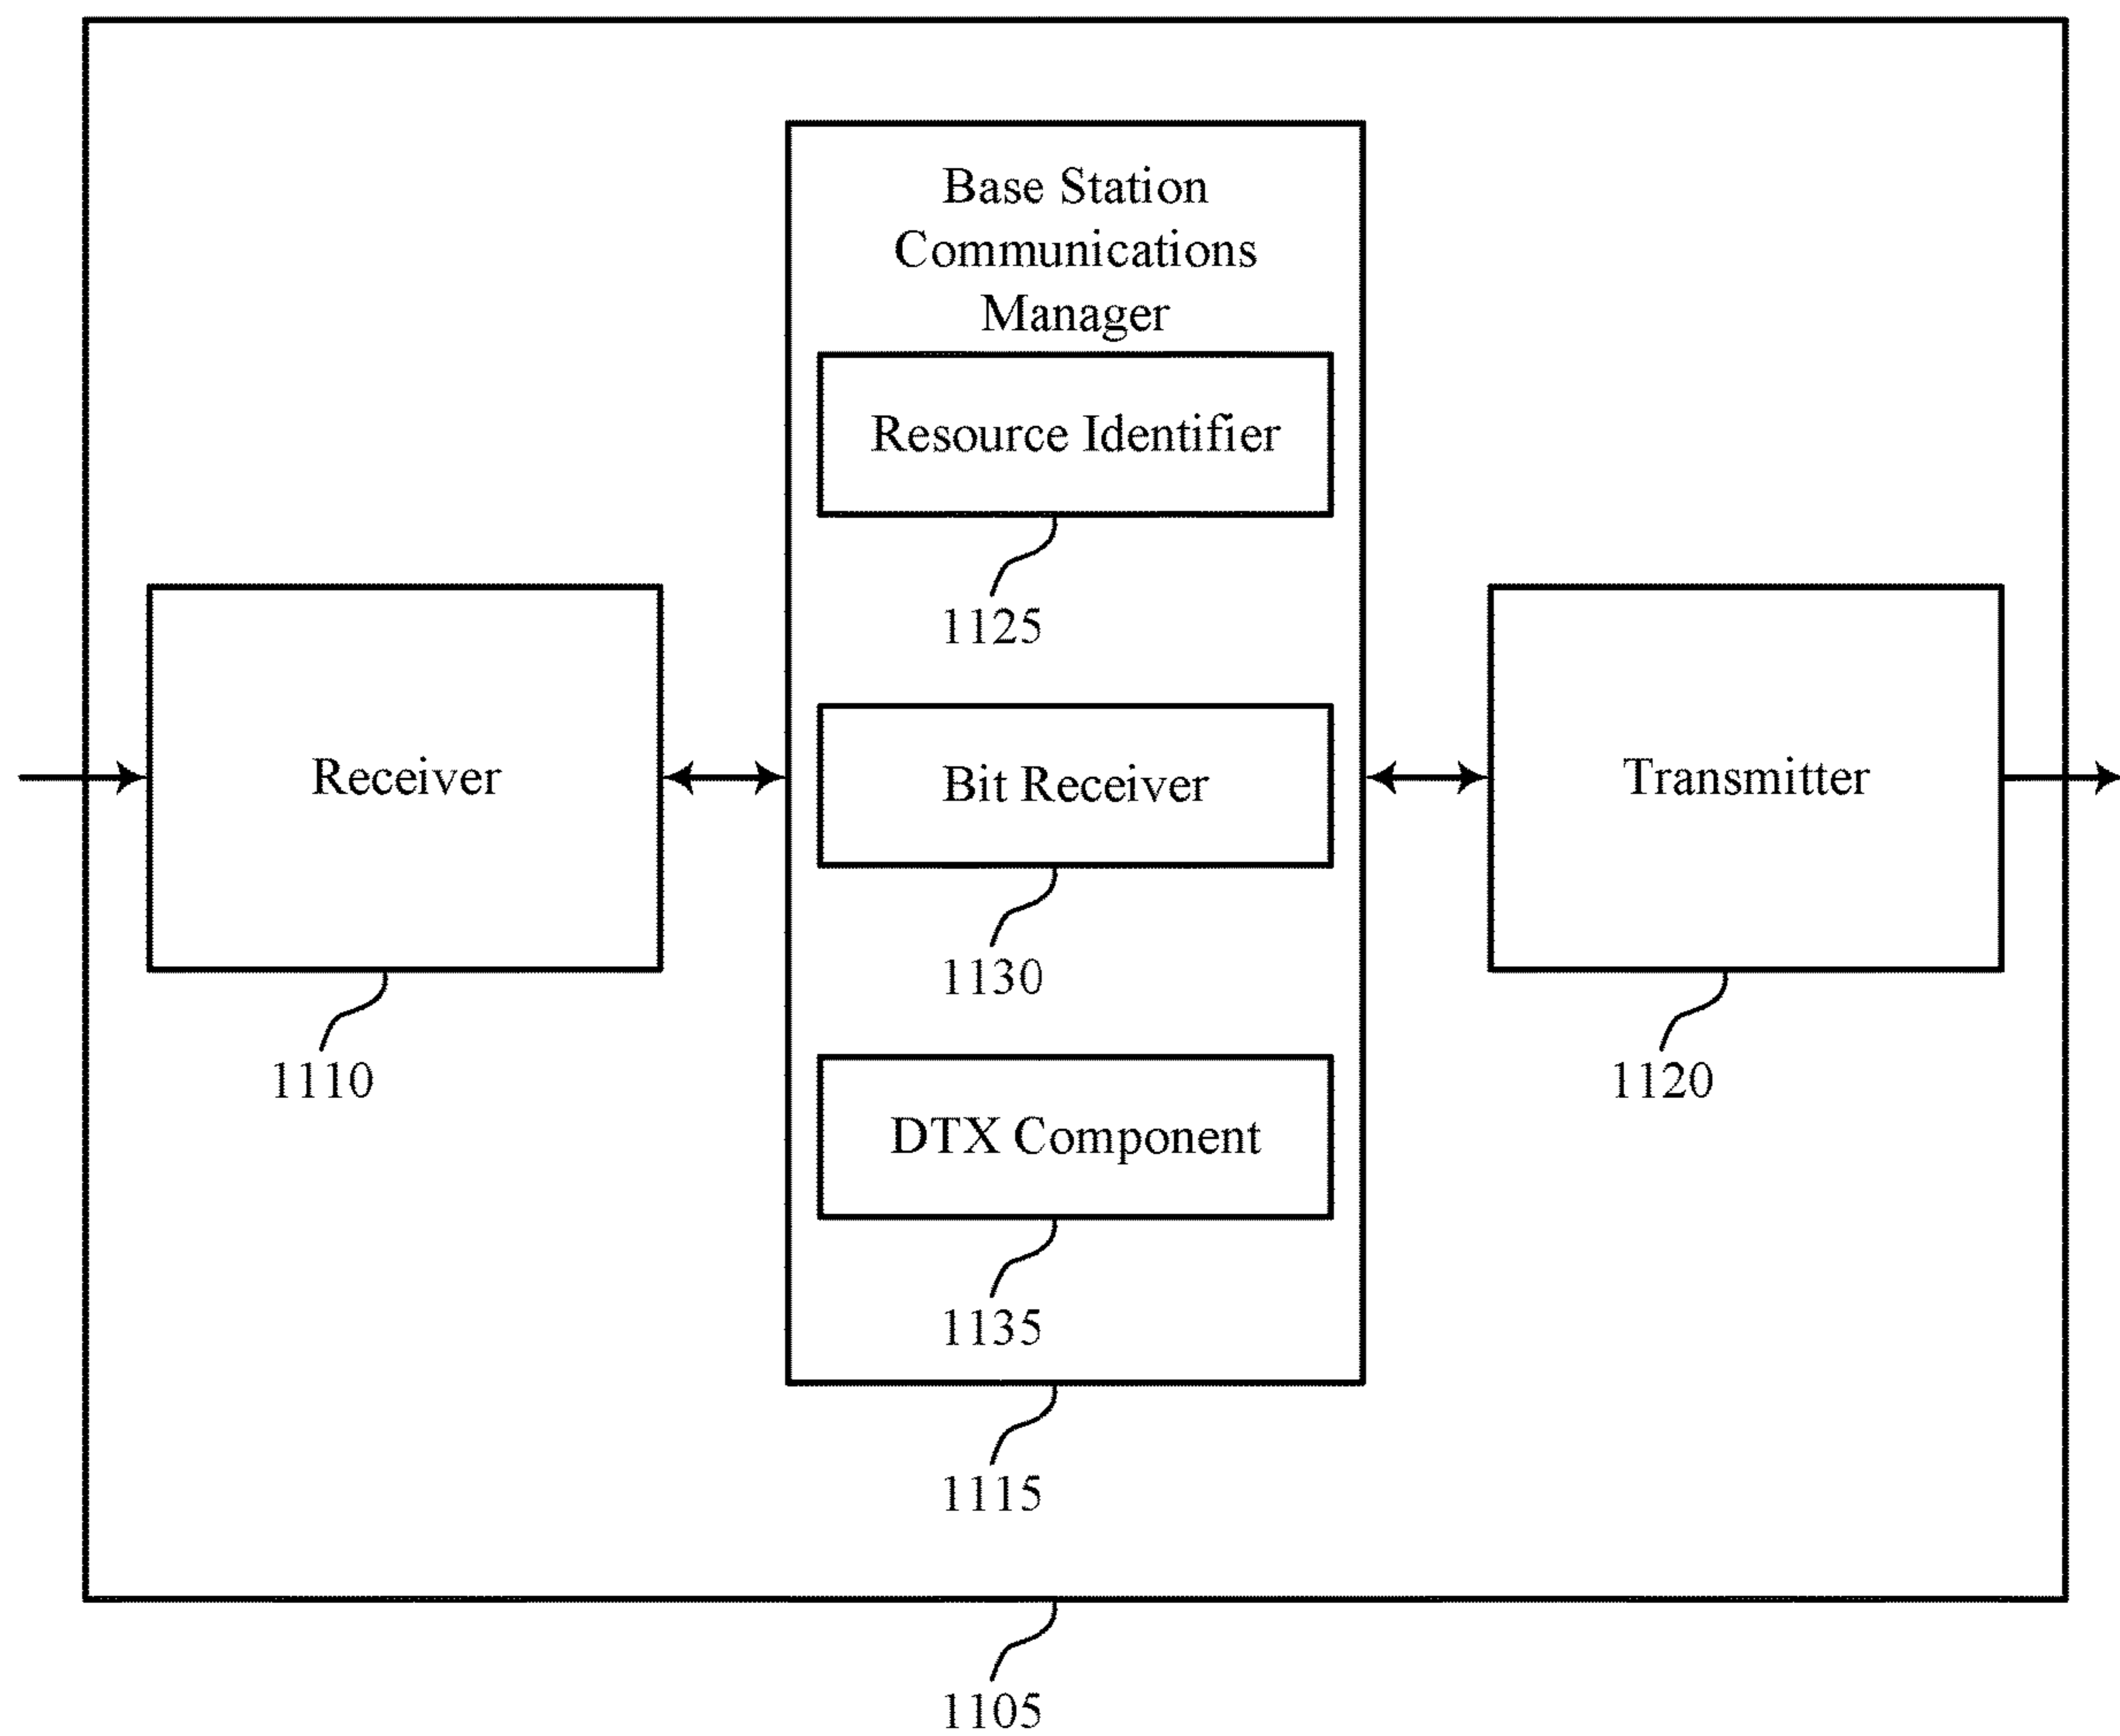 Base Station
Communications
Manager
Resource Identifier
1125
Receiver
1110
Bit Receiver
1130
Transmitter
1120
DTX Component
1135
1115
1105